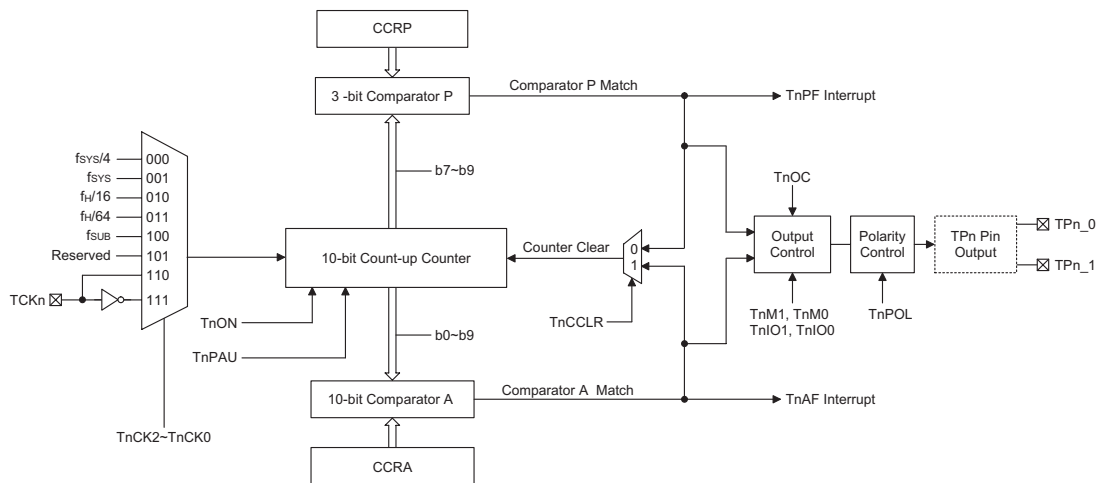 CCRP
3 -bit Comparator P
Comparator P Match
TnPF Interrupt
b7~b9
fSYS/4
000
fSYS
001
fH/16
010
fH/64
011
fSUB
100
Reserved
101
110
TCKn
111
10-bit Count-up Counter
Counter Clear
0
1
TnOC
Output
Control
Polarity
Control
TPn Pin
Output
TPn_0
TPn_1
TnON
TnPAU
TnCCLR
TnM1, TnM0
TnIO1, TnIO0
TnPOL
b0~b9
10-bit Comparator A
Comparator A  Match
TnAF Interrupt
TnCK2~TnCK0
CCRA